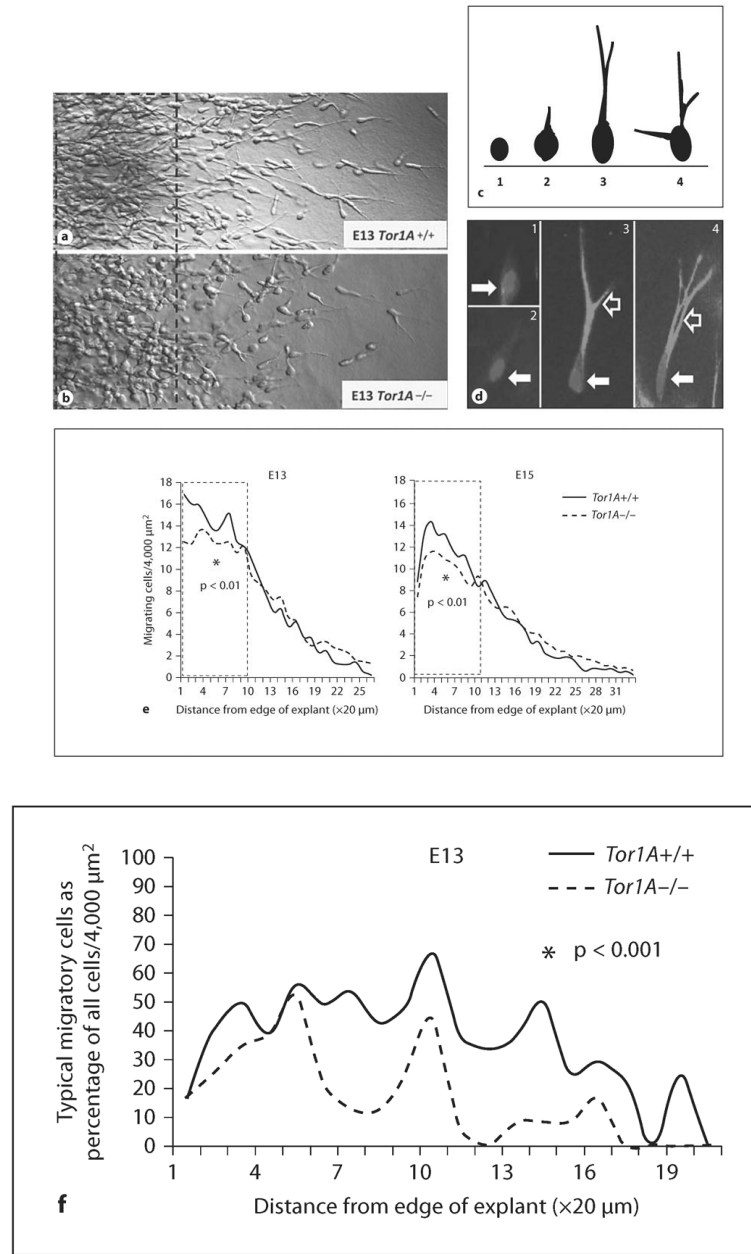 1 2 3 4
c
a
E13 Tor1A +/+
b
E13 Tor1A −/−
1
2
3
4
d
E13
E15
Tor1A+/+
Tor1A−/−
Migrating cells/4,000 μm²
18
16
14
12
10
8
6
4
2
0
* p < 0.01
1 4 7 10 13 16 19 22 25
Distance from edge of explant (×20 μm)
18
16
14
12
10
8
6
4
2
0
* p < 0.01
1 4 7 10 13 16 19 22 25 28 31
Distance from edge of explant (×20 μm)
e
Typical migratory cells as
percentage of all cells/4,000 μm²
100
90
80
70
60
50
40
30
20
10
0
E13
Tor1A+/+
Tor1A−/−
* p < 0.001
1 4 7 10 13 16 19
Distance from edge of explant (×20 μm)
f